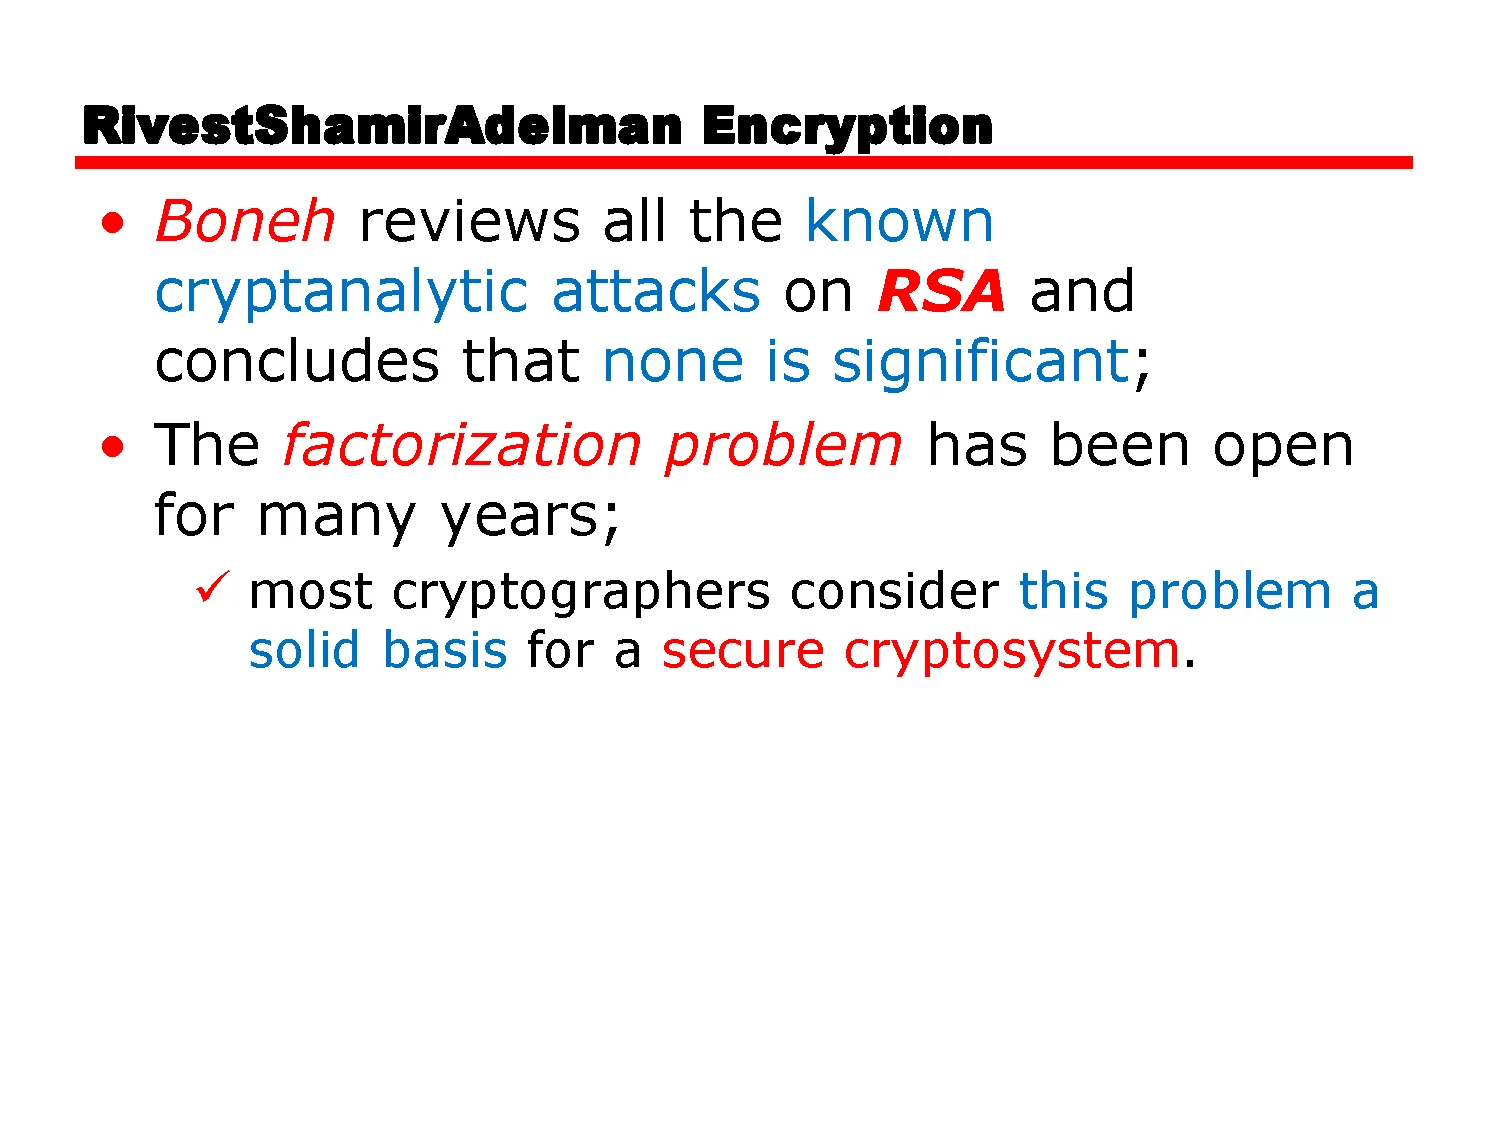 RivestShamirAdelman Encryption
• Boneh reviews all the known
cryptanalytic attacks on RSA and
concludes that none is significant;
• The factorization problem has been open
for many years;
✓ most cryptographers consider this problem a
solid basis for a secure cryptosystem.